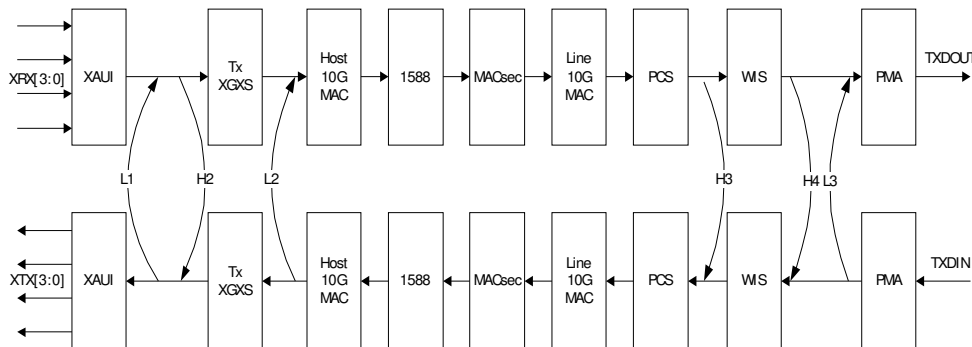 XRX[3:0]
XAUI
Tx
XGXS
Host
10G
MAC
1588
MACsec
Line
10G
MAC
PCS
WIS
PMA
TXDOUT
L1
H2
L2
H3
H4
L3
XTX[3:0]
XAUI
Tx
XGXS
Host
10G
MAC
1588
MACsec
Line
10G
MAC
PCS
WIS
PMA
TXDIN